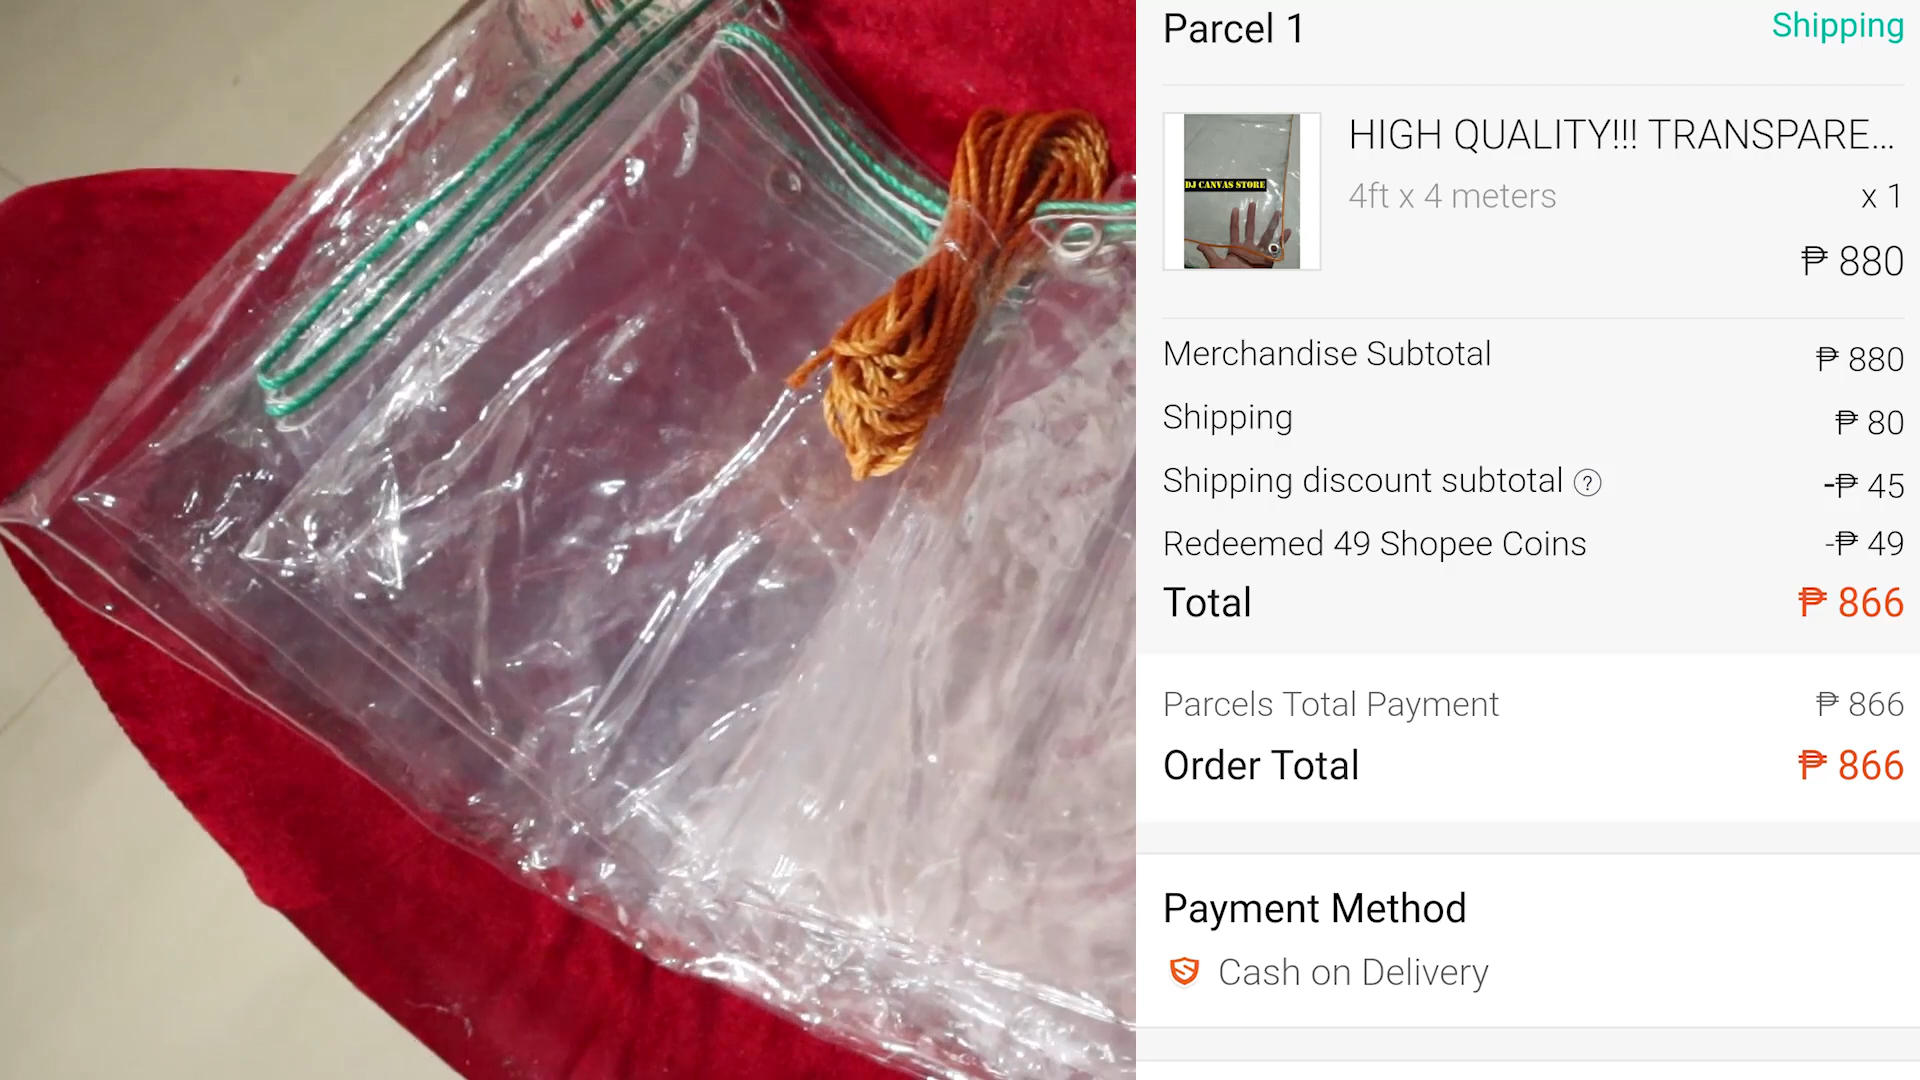 Parcel 1
Shipping
HIGH QUALITY!!! TRANSPARE...
DJ CANVAS STORE
4ft x 4 meters
x 1
₱ 880
Merchandise Subtotal
₱ 880
Shipping
₱ 80
Shipping discount subtotal ?
-₱ 45
Redeemed 49 Shopee Coins
-₱ 49
Total
₱ 866
Parcels Total Payment
₱ 866
Order Total
₱ 866
Payment Method
Cash on Delivery